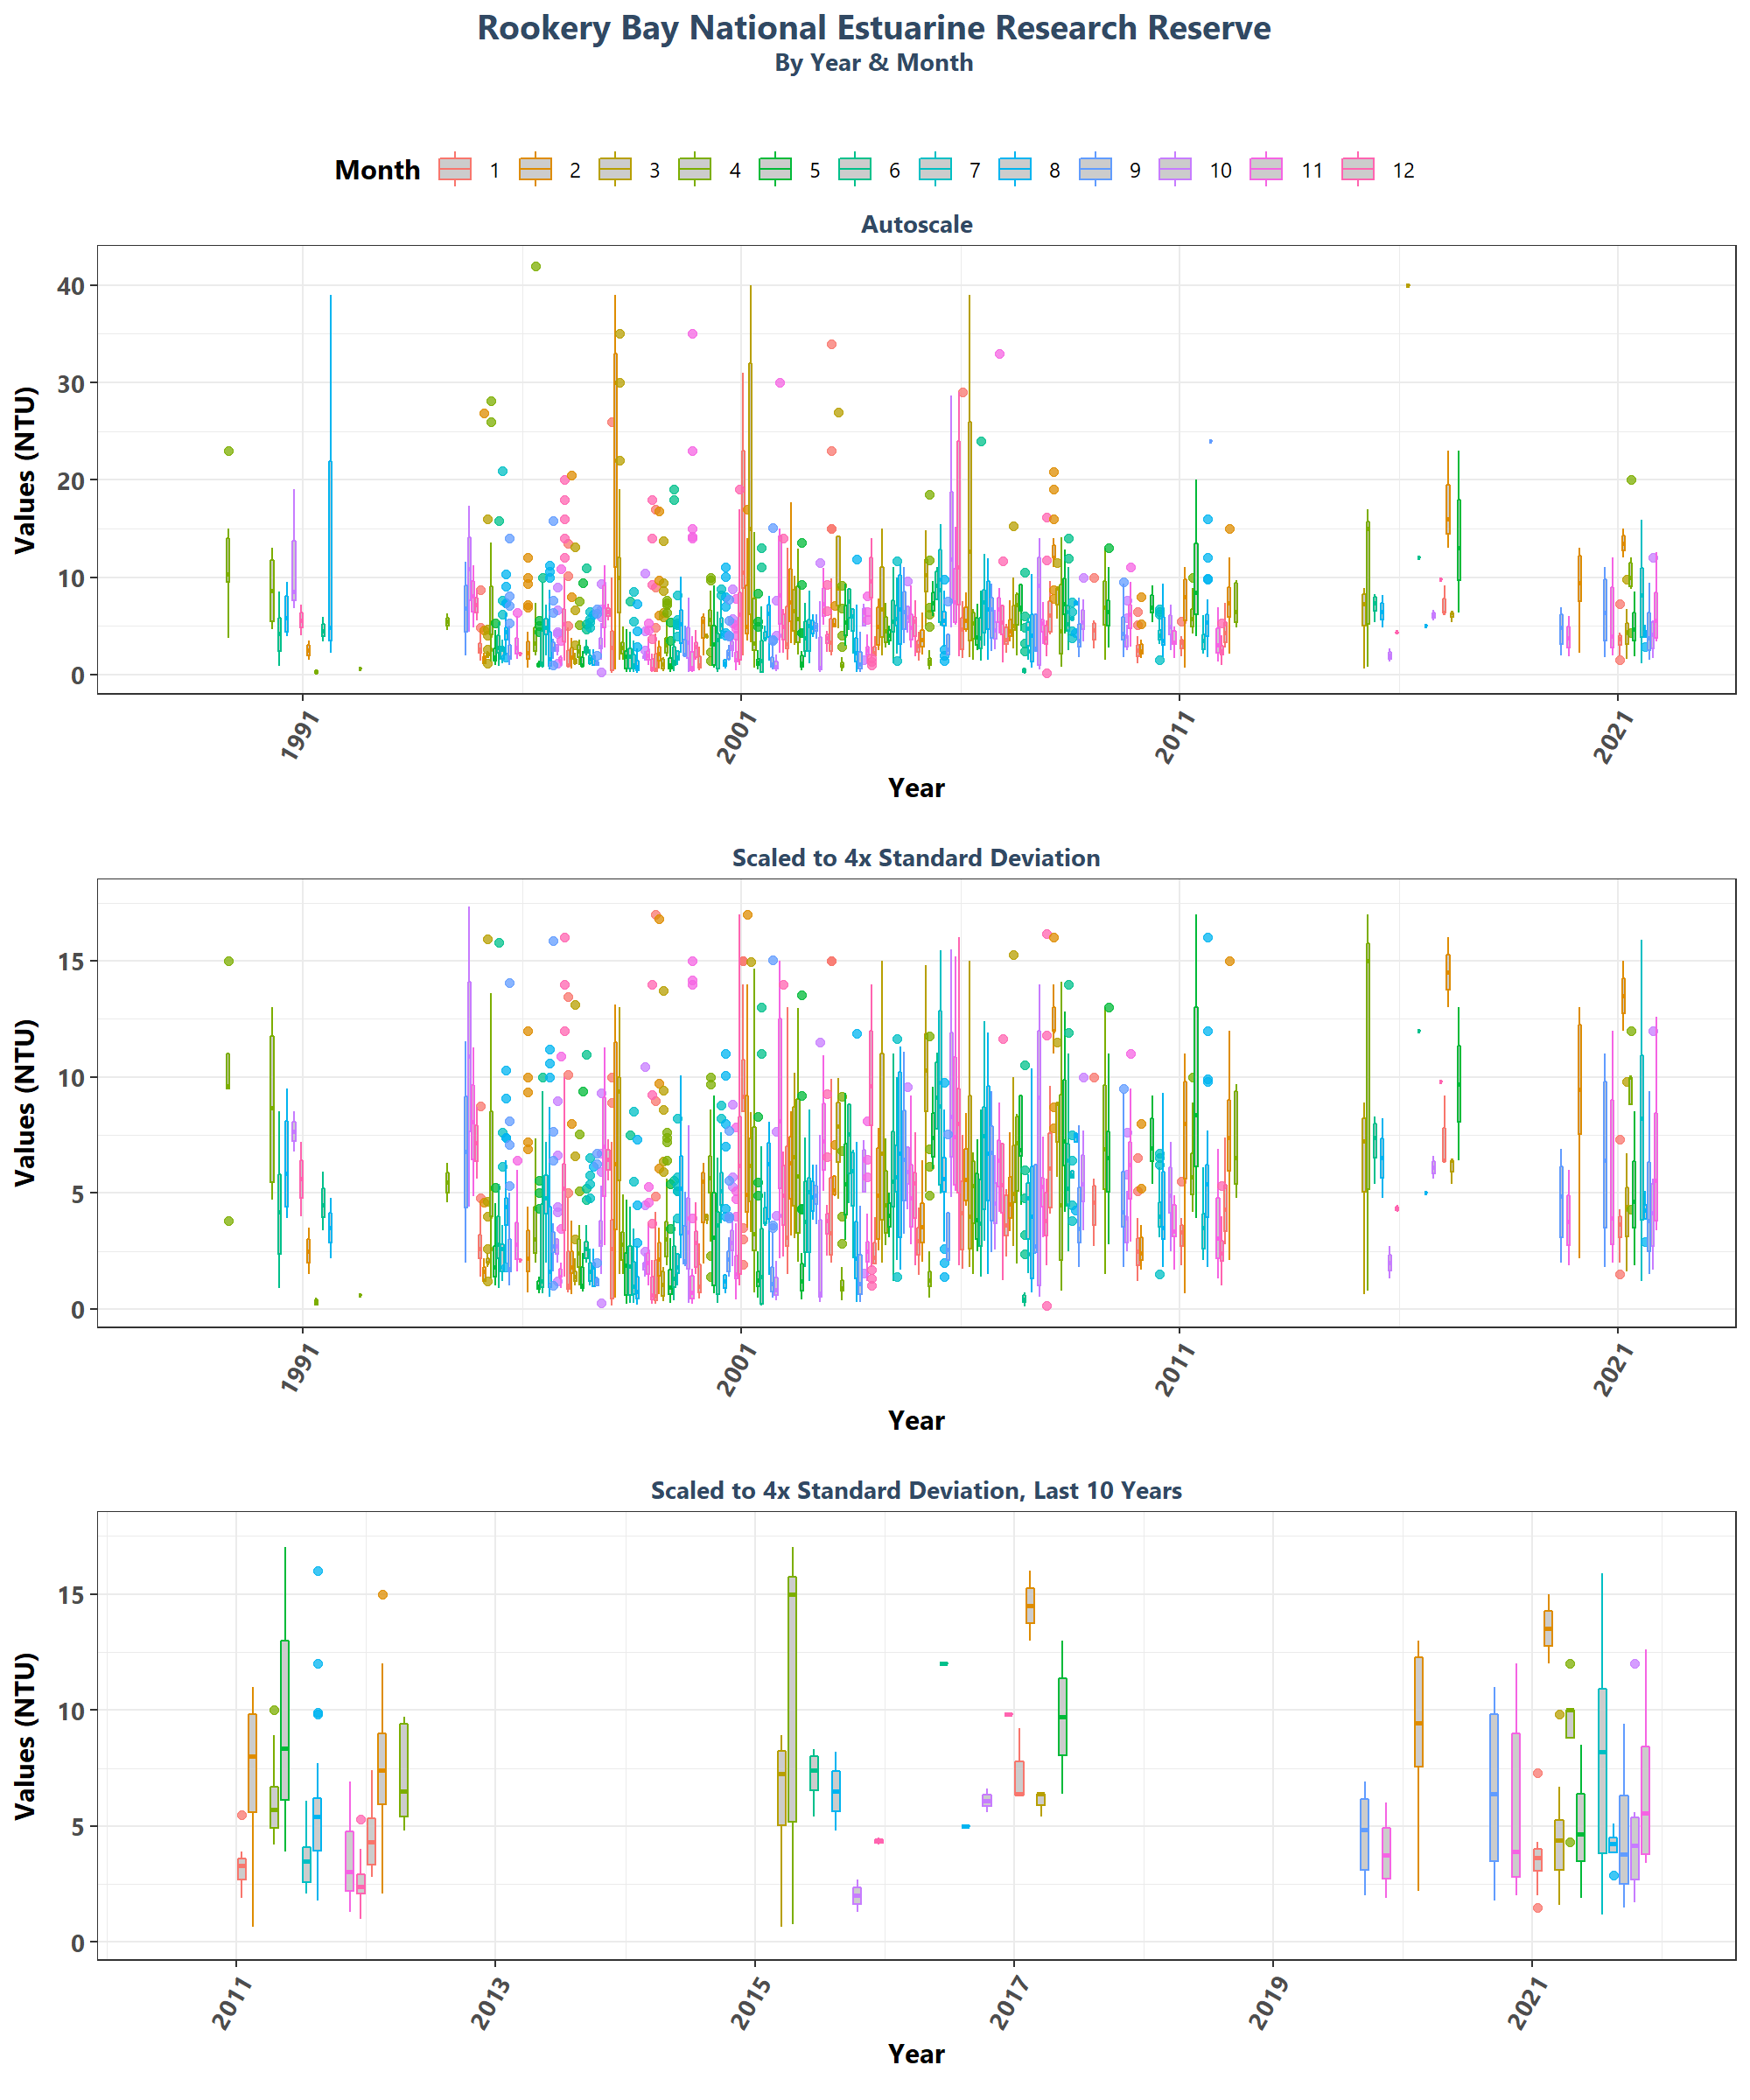 Rookery Bay National Estuarine Research Reserve
By Year & Month
Month 1 2 3 4 5 6 7 8 9 10 11 12
Autoscale
Values (NTU)
40
30
20
10
0
1991 2001 2011 2021
Year
Scaled to 4x Standard Deviation
Values (NTU)
15
10
5
0
1991 2001 2011 2021
Year
Scaled to 4x Standard Deviation, Last 10 Years
Values (NTU)
15
10
5
0
2011 2013 2015 2017 2019 2021
Year